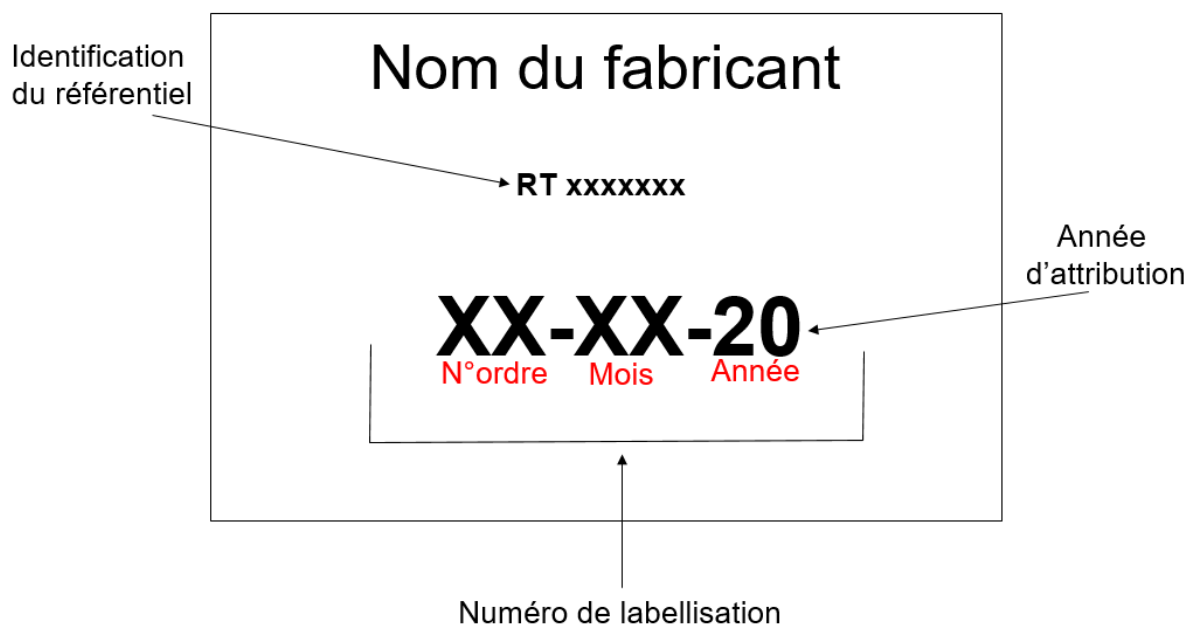 Identification
du référentiel
Nom du fabricant
RT xxxxxxx
Année
d'attribution
XX-XX-20
N°ordre Mois Année
Numéro de labellisation